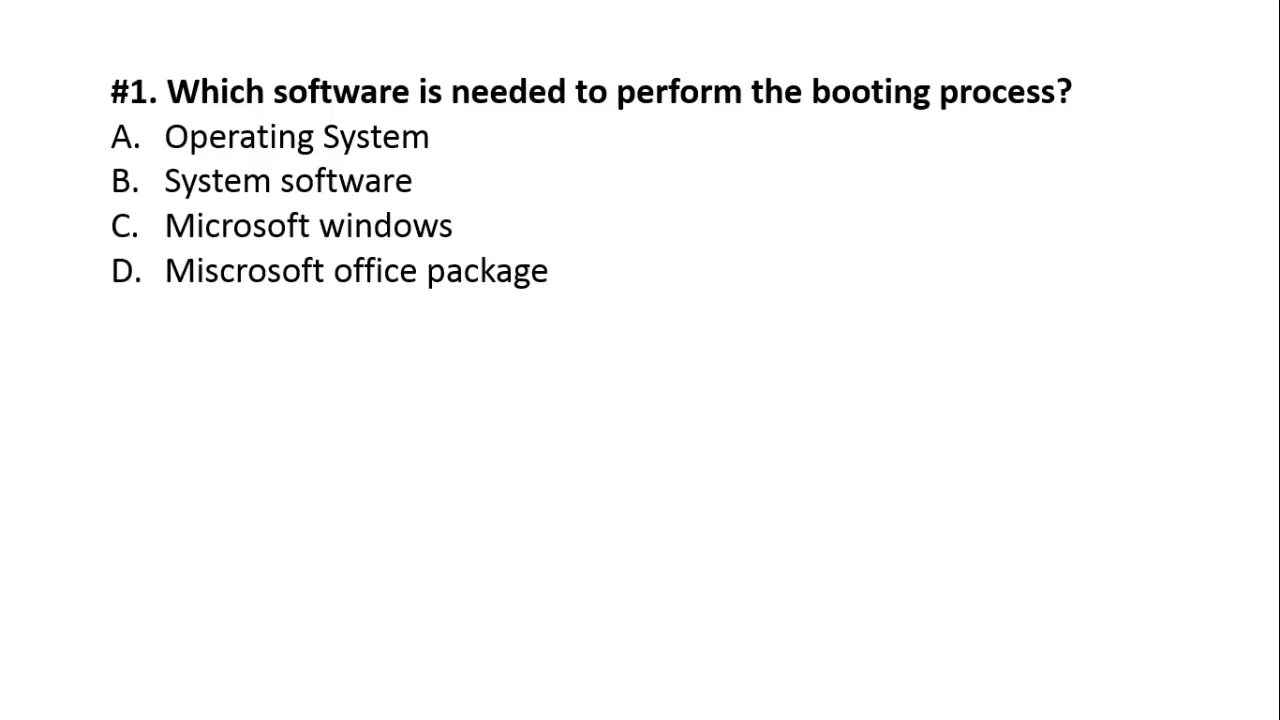 #1. Which software is needed to perform the booting process?
A. Operating System
B. System software
C. Microsoft windows
D. Miscrosoft office package